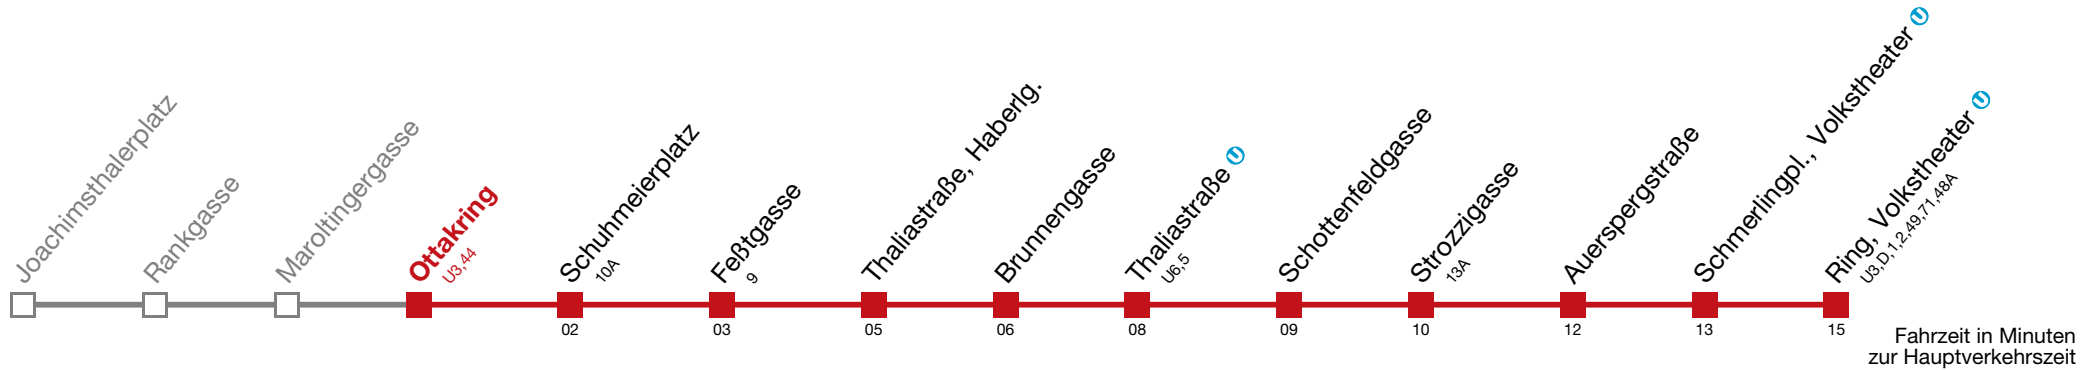 Joachimsthalerplatz
Rankgasse
Maroltingergasse
Ottakring
U3,44
Schuhmeierplatz
10A
02
Feßtgasse
9
03
Thaliastraße, Haberlg.
05
Brunnengasse
06
Thaliastraße U
U6,5
08
Schottenfeldgasse
09
Strozzigasse
13A
10
Auerspergstraße
12
Schmerlingpl., Volkstheater U
13
Ring, Volkstheater U
U3,D,1,2,49,71,48A
15
Fahrzeit in Minuten
zur Hauptverkehrszeit